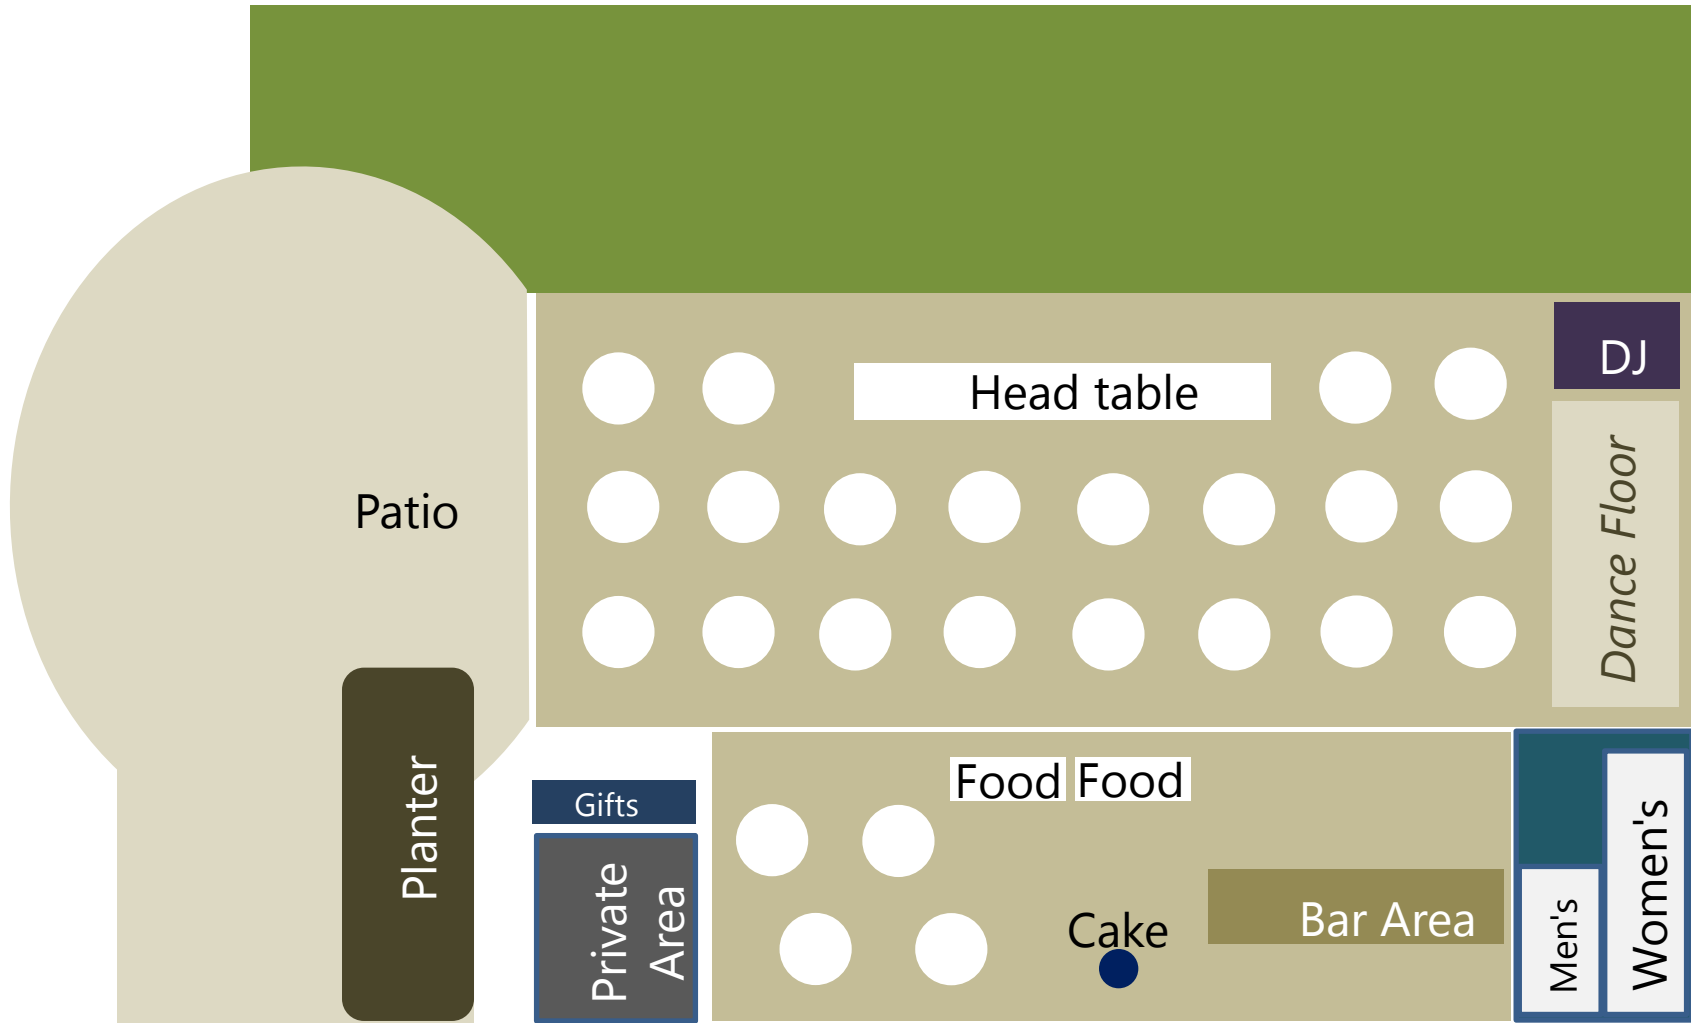 DJ
Head table
Dance Floor
Patio
Planter
Gifts
Private
Area
Food
Food
Cake
Bar Area
Men's
Women's